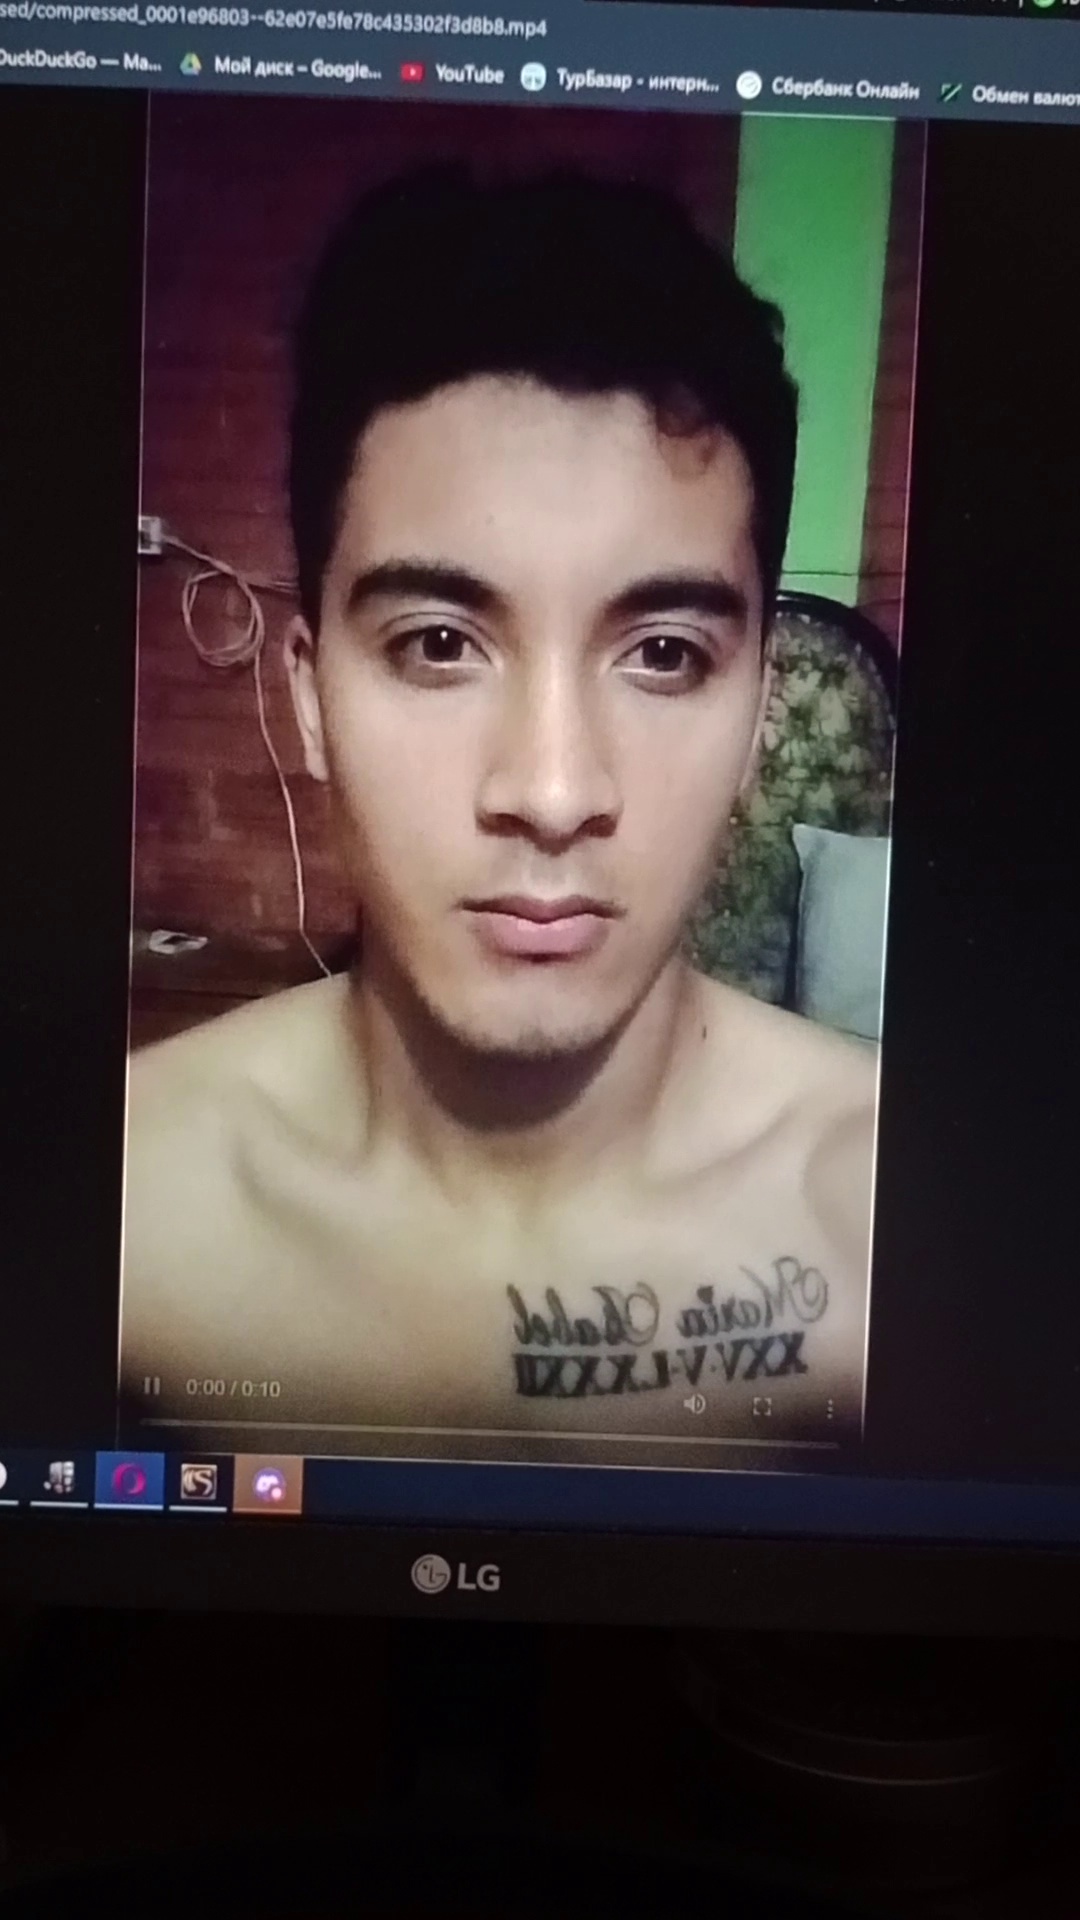 sed/compressed_0001e96803--62e07e5fe78c435302f3d8b8.mp4
DuckDuckGo — Ma... Мой диск – Google... YouTube ТурБазар - интерн... Сбербанк Онлайн Обмен валют
Maria Isabel
XXV·V·LXXXII
0:00 / 0:10
LG